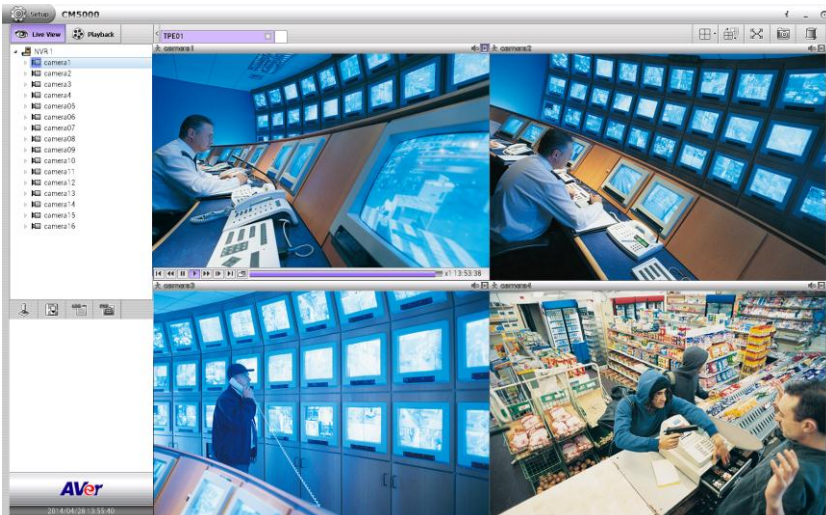 Setup CM5000
Live View Playback TPE01
NVR 1
camera1
camera2
camera3
camera4
camera05
camera06
camera07
camera08
camera09
camera10
camera11
camera12
camera13
camera14
camera15
camera16
camera1
camera2
x1 13:53:38
camera3
camera4
AVer
2014/04/28 13:55:40